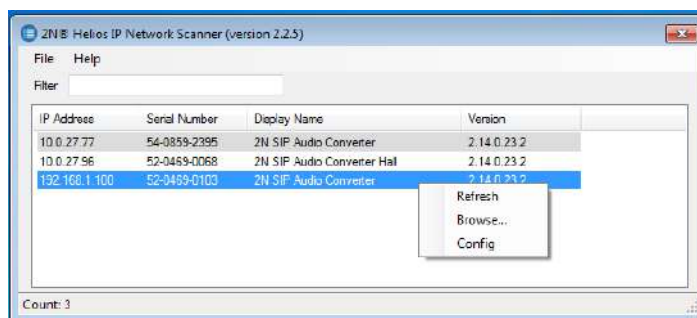 2N® Helios IP Network Scanner (version 2.2.5)
File Help
Filter
IP Address Serial Number Display Name Version
10.0.27.77 54-0859-2395 2N SIP Audio Converter 2.14.0.23.2
10.0.27.96 52-0469-0068 2N SIP Audio Converter Hall 2.14.0.23.2
192.168.1.100 52-0469-0103 2N SIP Audio Converter 2.14.0.23.2
Refresh
Browse...
Config
Count: 3